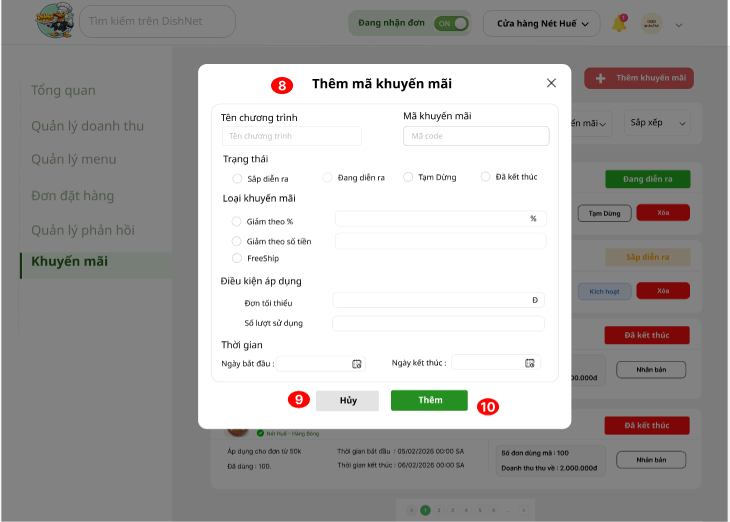 Tìm kiếm trên DishNet
Đang nhận đơn ON
Cửa hàng Nét Huế
Tổng quan
Quản lý doanh thu
Quản lý menu
Đơn đặt hàng
Quản lý phản hồi
Khuyến mãi
Thêm khuyến mãi
ến mãi
Sắp xếp
8 Thêm mã khuyến mãi
Tên chương trình
Mã khuyến mãi
Tên chương trình
Mã code
Trạng thái
Sắp diễn ra Đang diễn ra Tạm Dừng Đã kết thúc
Loại khuyến mãi
Giảm theo % %
Giảm theo số tiền
FreeShip
Điều kiện áp dụng
Đơn tối thiểu Đ
Số lượt sử dụng
Thời gian
Ngày bắt đầu : Ngày kết thúc :
9 Hủy Thêm 10
Đang diễn ra
Tạm Dừng Xóa
Sắp diễn ra
Kích hoạt Xóa
Đã kết thúc
Nhân bản
00.000đ
Đã kết thúc
Nét Huế - Hàng Bông
Áp dụng cho đơn từ 50k Thời gian bắt đầu : 05/02/2026 00:00 SA Số đơn dùng mã : 100 Nhân bản
Đã dùng : 100. Thời gian kết thúc : 06/02/2026 00:00 SA Doanh thu thu về : 2.000.000đ
1 2 3 4 5 6 ...